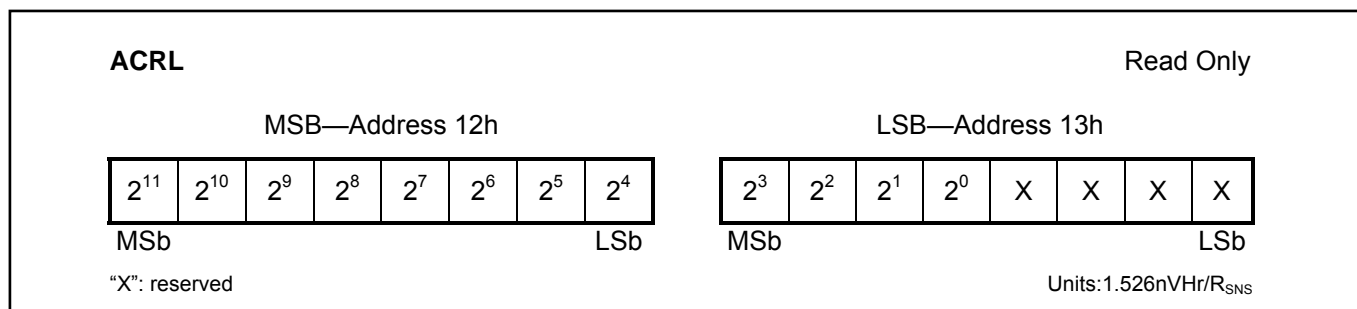 ACRL Read Only
MSB—Address 12h LSB—Address 13h
2¹¹ 2¹⁰ 2⁹ 2⁸ 2⁷ 2⁶ 2⁵ 2⁴ 2³ 2² 2¹ 2⁰ X X X X
MSb LSb MSb LSb
“X”: reserved Units:1.526nVHr/R_SNS